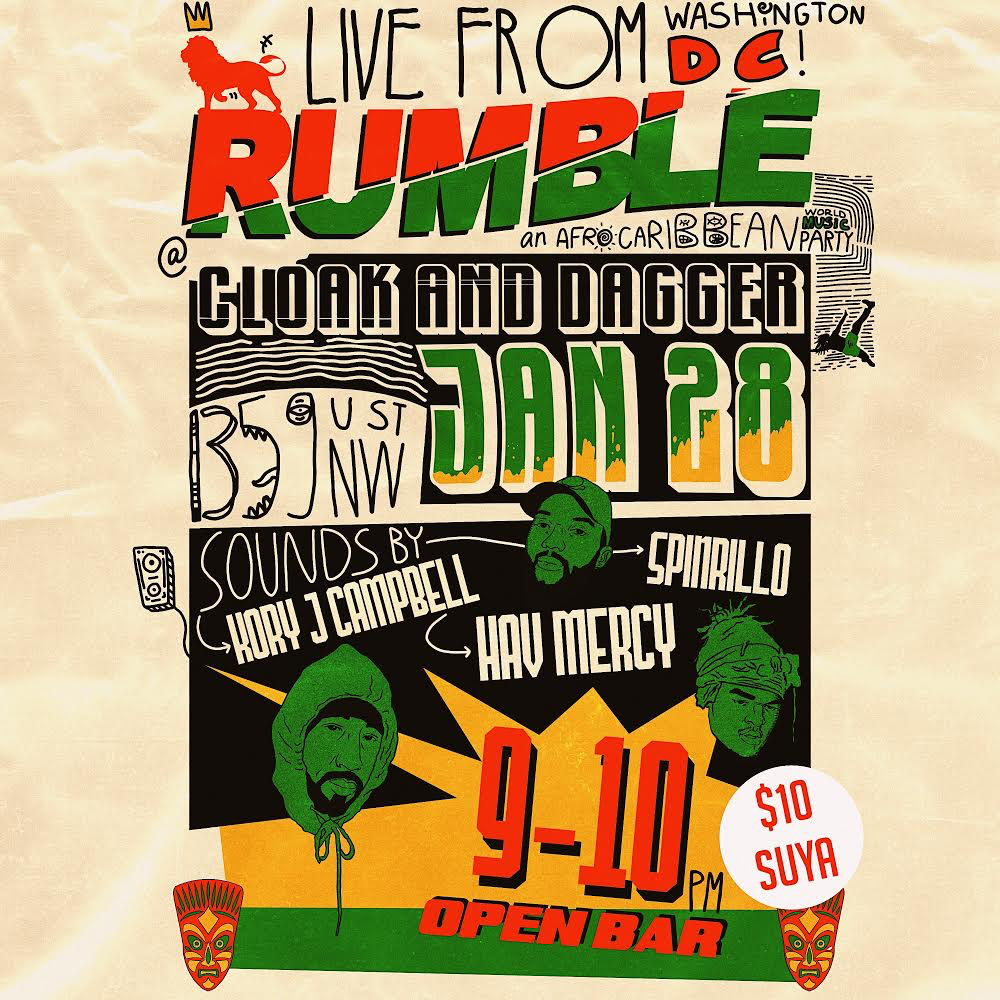 LIVE FROM WASHINGTON
DC!
RUMBLE
an AFRO-CARIBBEAN WORLD MUSIC PARTY
@
CLOAK AND DAGGER
1359 U ST
NW
JAN 28
SOUNDS BY
SPINRILLO
KORY J CAMPBELL
HAV MERCY
9-10 PM
OPEN BAR
$10
SUYA